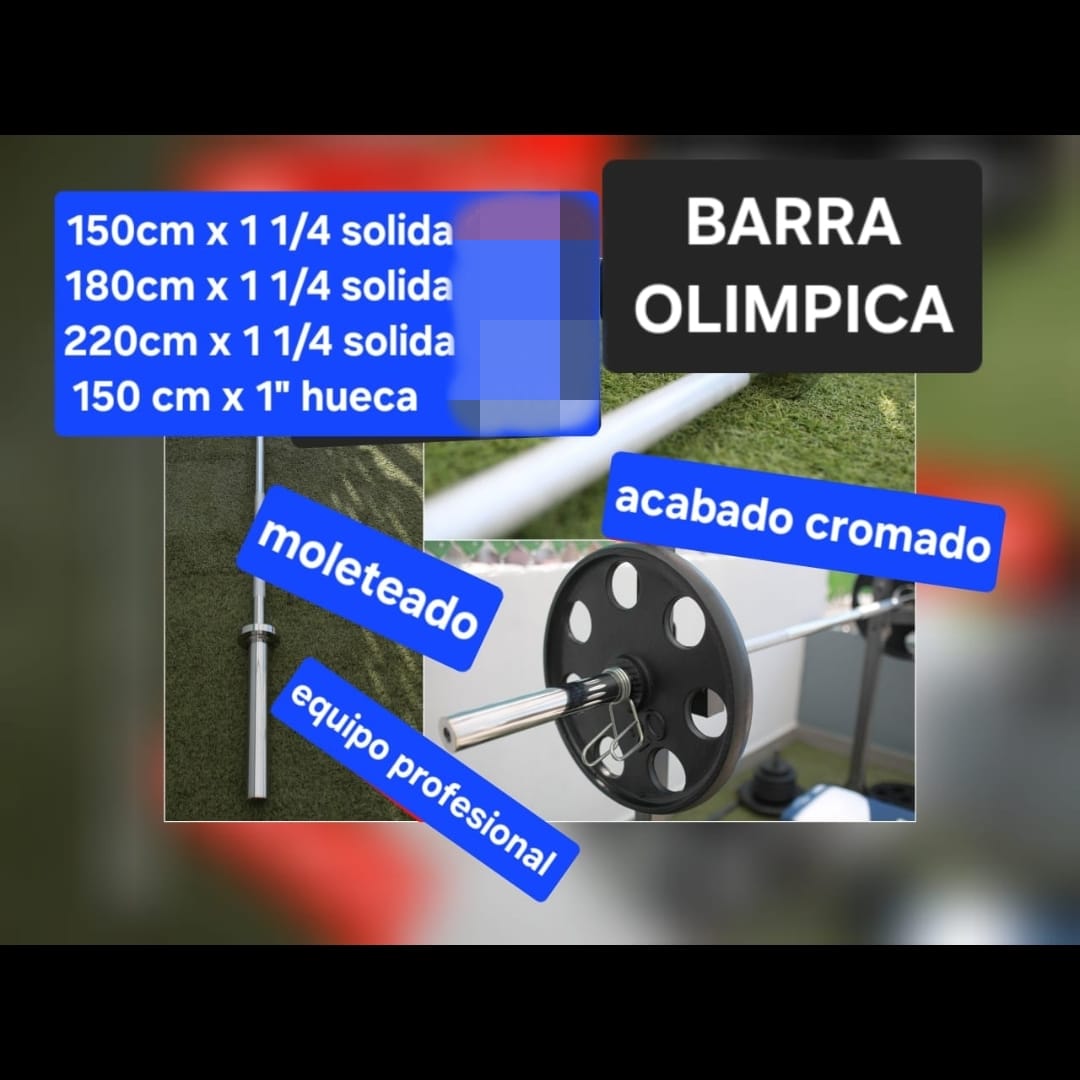 150cm x 1 1/4 solida
180cm x 1 1/4 solida
220cm x 1 1/4 solida
150 cm x 1" hueca
BARRA
OLIMPICA
acabado cromado
moleteado
equipo profesional